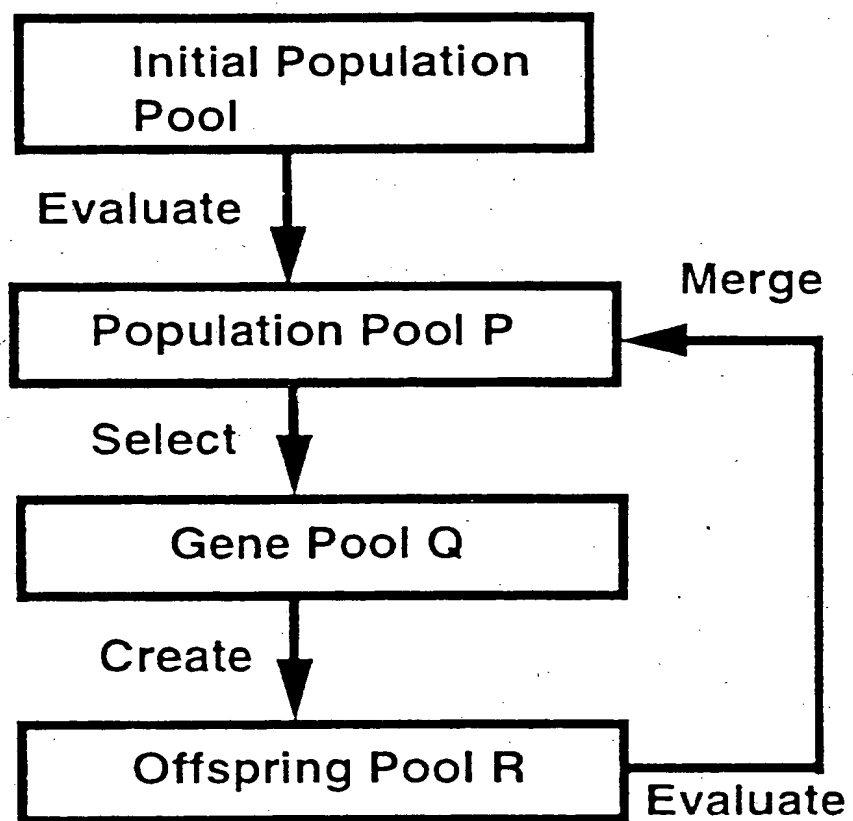 Initial Population
Pool
Evaluate
Merge
Population Pool P
Select
Gene Pool Q
Create
Offspring Pool R
Evaluate